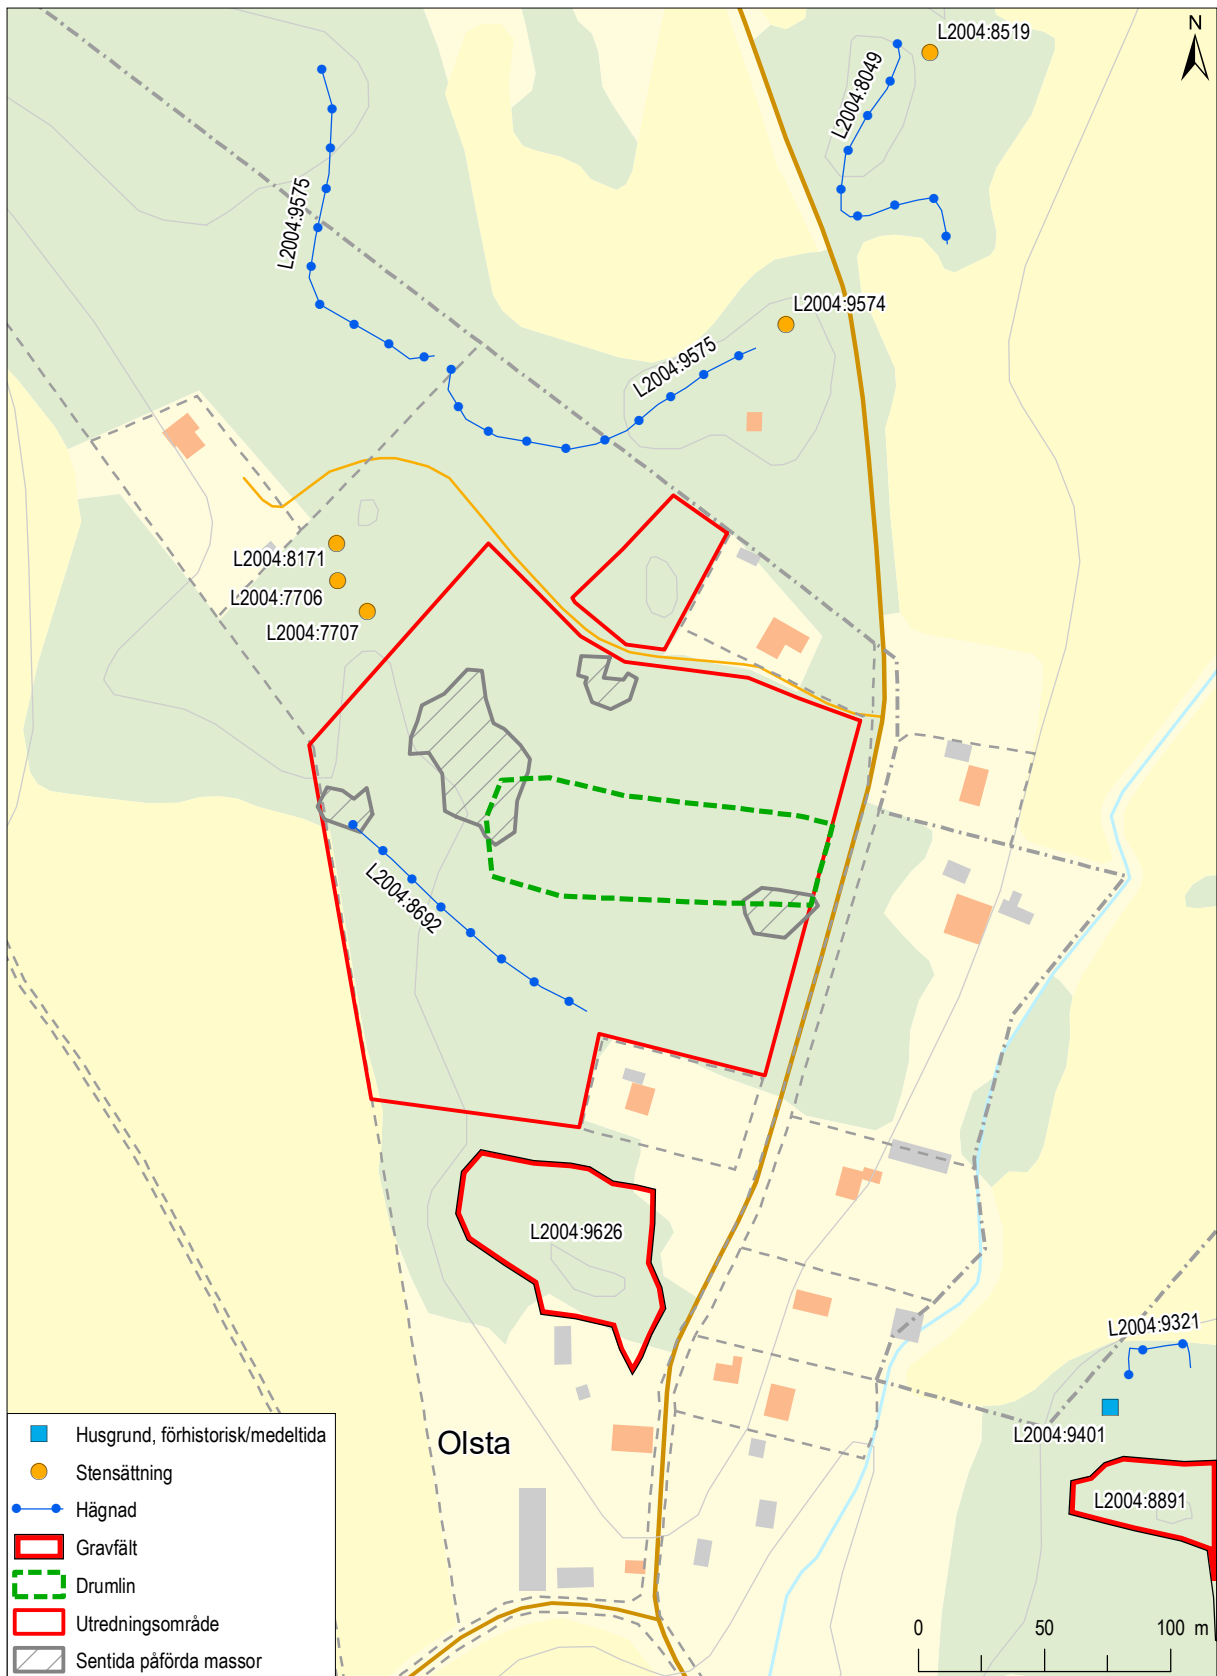 N
L2004:8519
L2004:8049
L2004:9575
L2004:9574
L2004:9575
L2004:8171
L2004:7706
L2004:7707
L2004:8692
L2004:9626
L2004:9321
L2004:9401
L2004:8891
Olsta
Husgrund, förhistorisk/medeltida
Stensättning
Hägnad
Gravfält
Drumlin
Utredningsområde
Sentida påförda massor
0 50 100 m